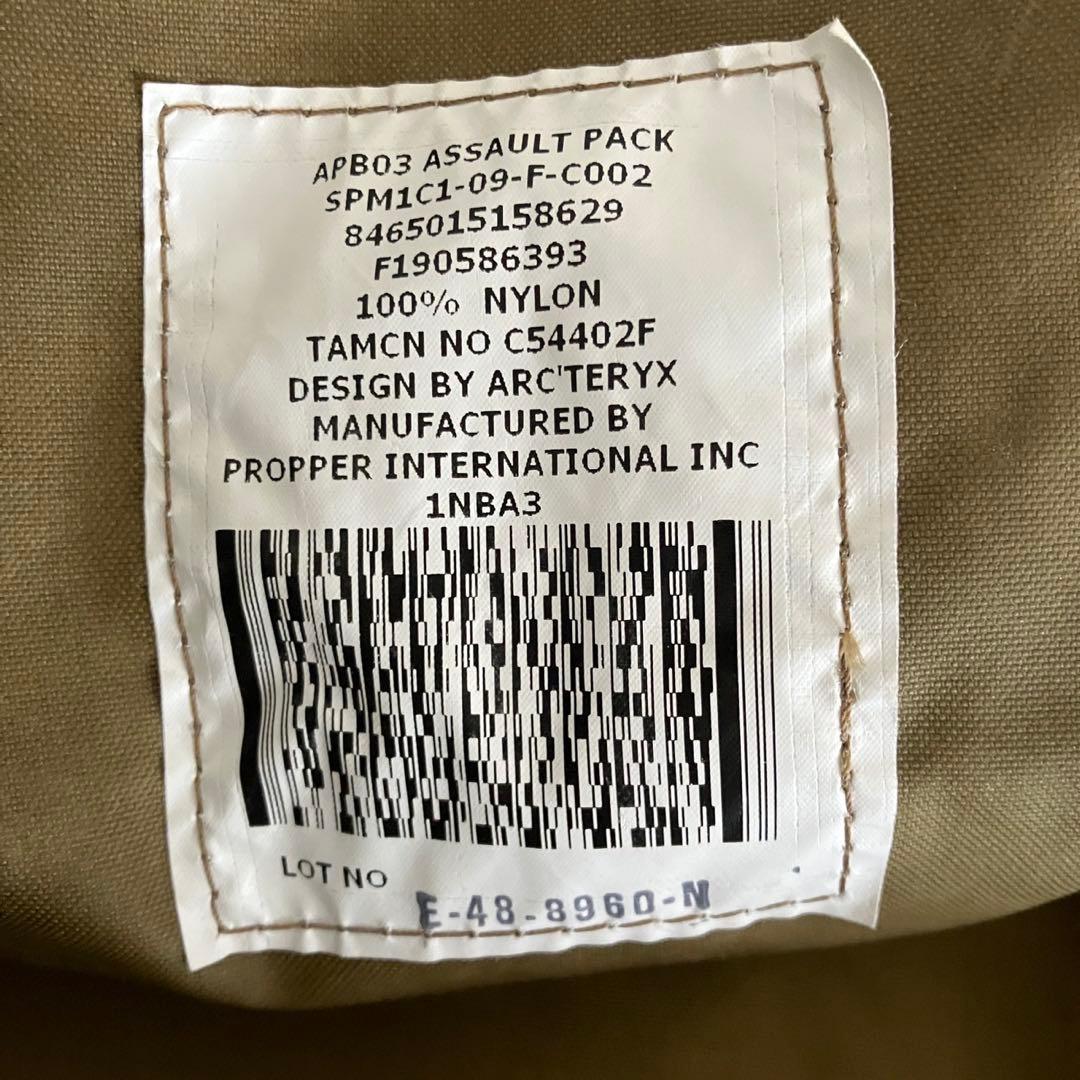 APB03 ASSAULT PACK
SPM1C1-09-F-C002
8465015158629
F190586393
100% NYLON
TAMCN NO C54402F
DESIGN BY ARC'TERYX
MANUFACTURED BY
PROPPER INTERNATIONAL INC
1NBA3
LOT NO E-48-8960-N